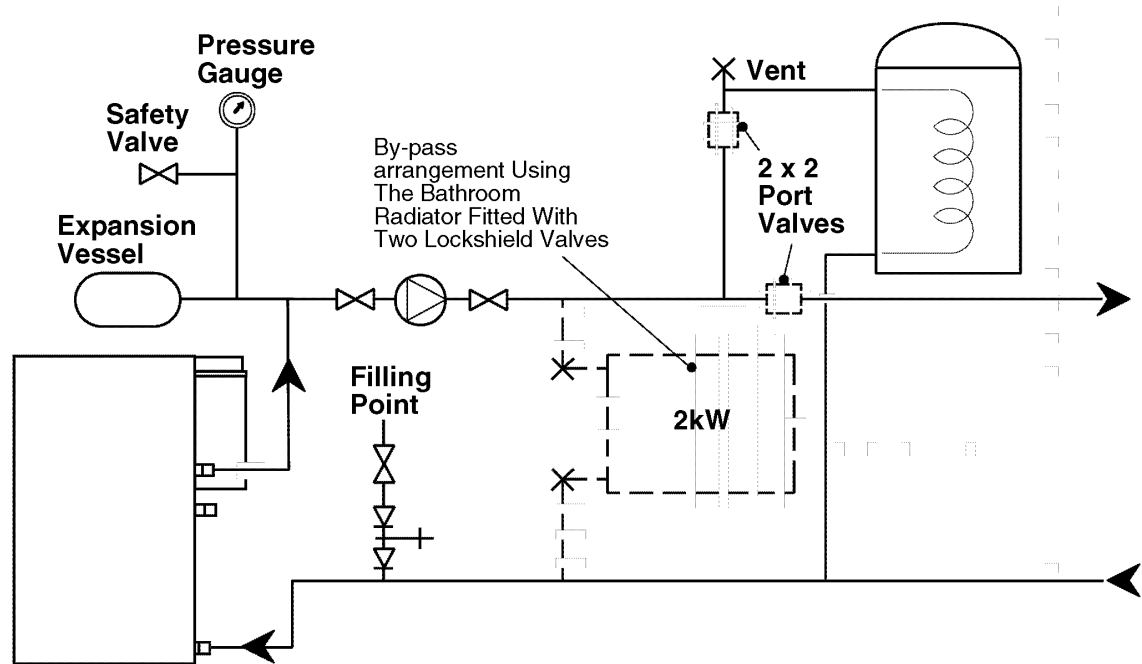 Pressure
Gauge
Safety
Valve
Expansion
Vessel
By-pass
arrangement Using
The Bathroom
Radiator Fitted With
Two Lockshield Valves
Vent
2 x 2
Port
Valves
Filling
Point
2kW